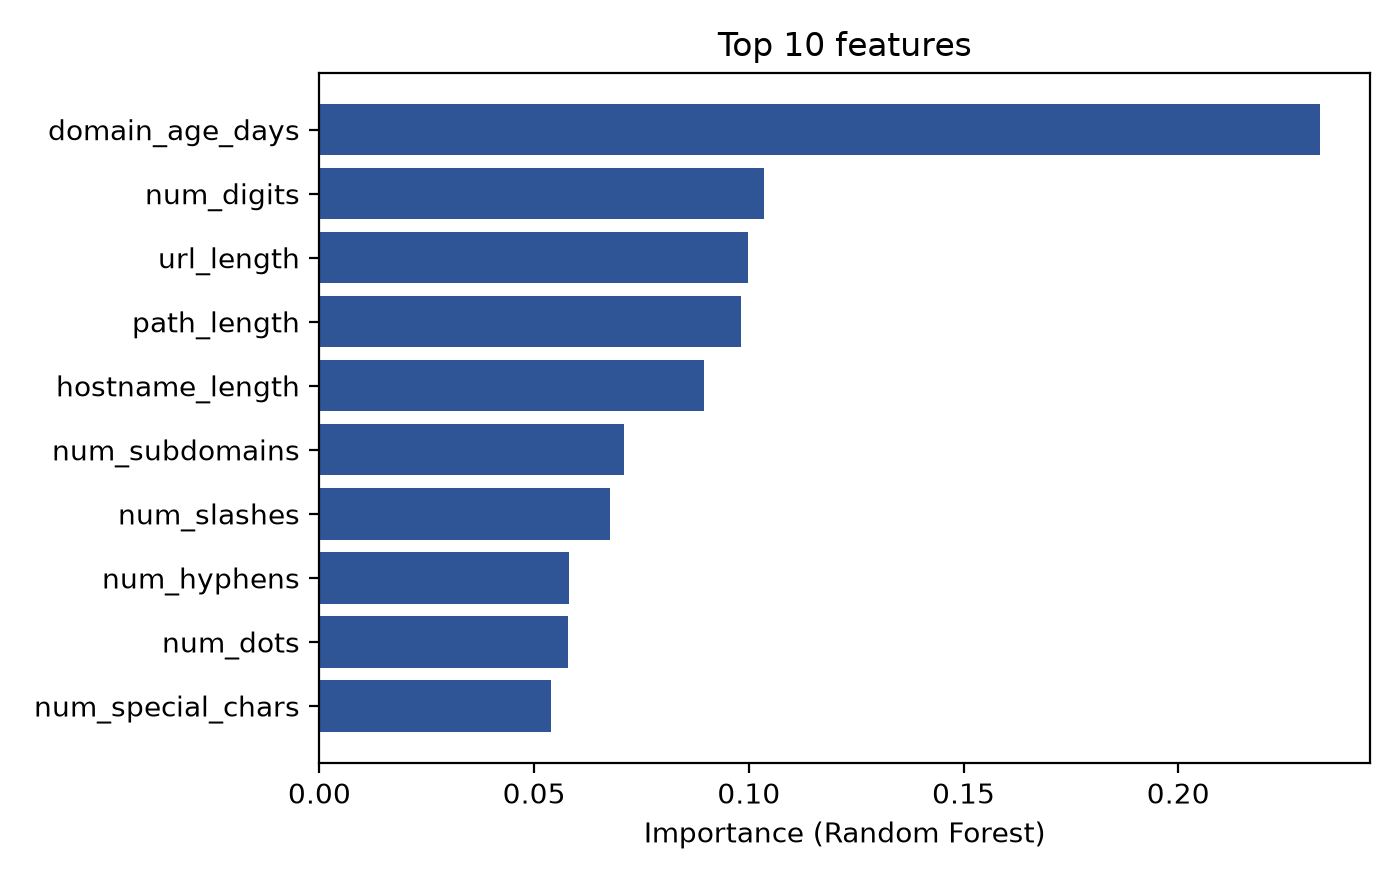 Top 10 features
domain_age_days
num_digits
url_length
path_length
hostname_length
num_subdomains
num_slashes
num_hyphens
num_dots
num_special_chars
0.00 0.05 0.10 0.15 0.20
Importance (Random Forest)